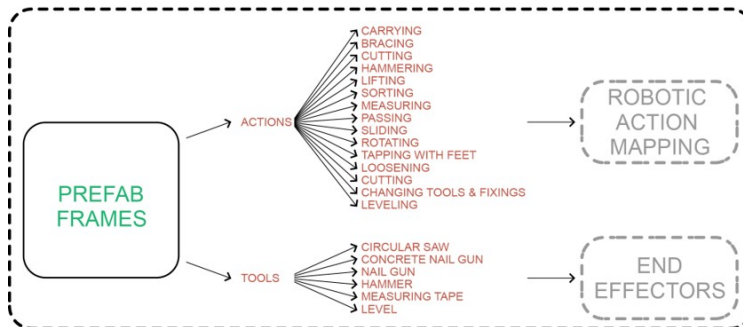 PREFAB
FRAMES
ACTIONS
CARRYING
BRACING
CUTTING
HAMMERING
LIFTING
SORTING
MEASURING
PASSING
SLIDING
ROTATING
TAPPING WITH FEET
LOOSENING
CUTTING
CHANGING TOOLS & FIXINGS
LEVELING
ROBOTIC
ACTION
MAPPING
TOOLS
CIRCULAR SAW
CONCRETE NAIL GUN
NAIL GUN
HAMMER
MEASURING TAPE
LEVEL
END
EFFECTORS